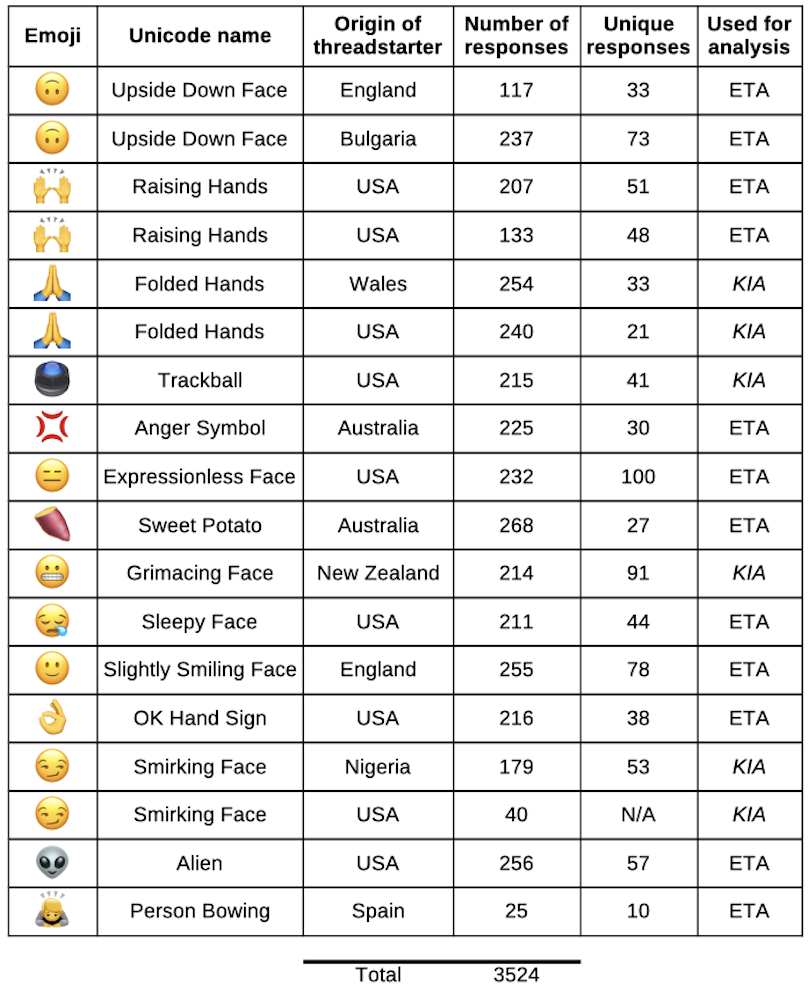 Emoji Unicode name Origin of threadstarter Number of responses Unique responses Used for analysis
Upside Down Face England 117 33 ETA
Upside Down Face Bulgaria 237 73 ETA
Raising Hands USA 207 51 ETA
Raising Hands USA 133 48 ETA
Folded Hands Wales 254 33 KIA
Folded Hands USA 240 21 KIA
Trackball USA 215 41 KIA
Anger Symbol Australia 225 30 ETA
Expressionless Face USA 232 100 ETA
Sweet Potato Australia 268 27 ETA
Grimacing Face New Zealand 214 91 KIA
Sleepy Face USA 211 44 ETA
Slightly Smiling Face England 255 78 ETA
OK Hand Sign USA 216 38 ETA
Smirking Face Nigeria 179 53 KIA
Smirking Face USA 40 N/A KIA
Alien USA 256 57 ETA
Person Bowing Spain 25 10 ETA
Total 3524